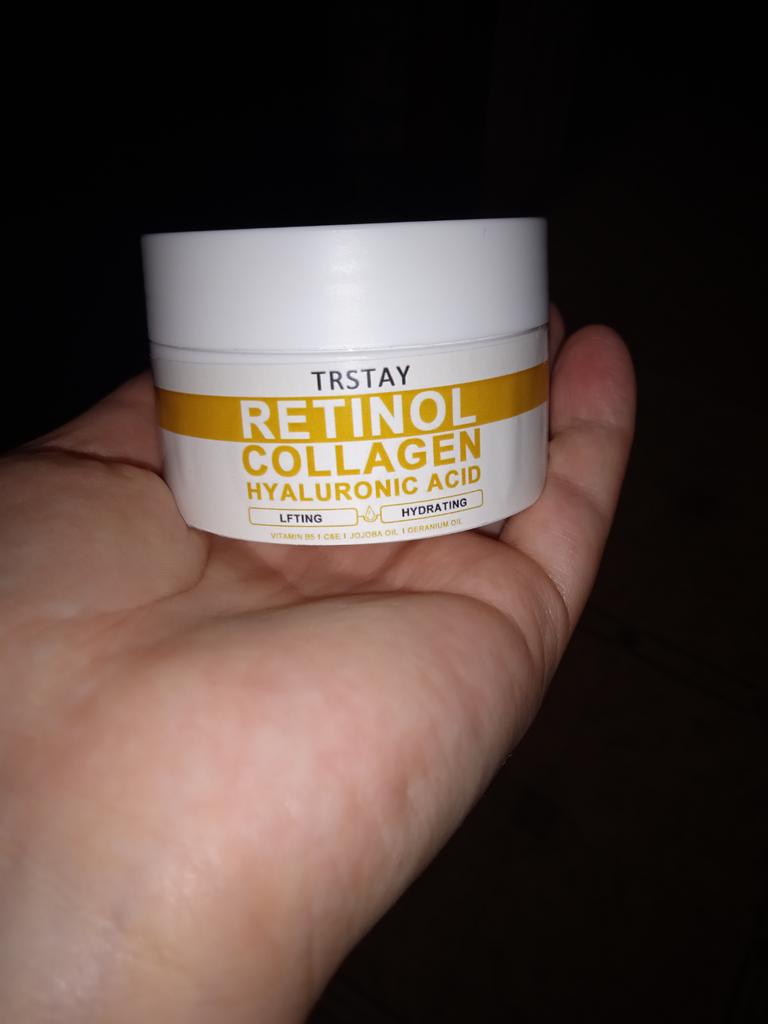 TRSTAY
RETINOL
COLLAGEN
HYALURONIC ACID
LFTING HYDRATING
VITAMIN B5 I C&E I JOJOBA OIL I GERANIUM OIL